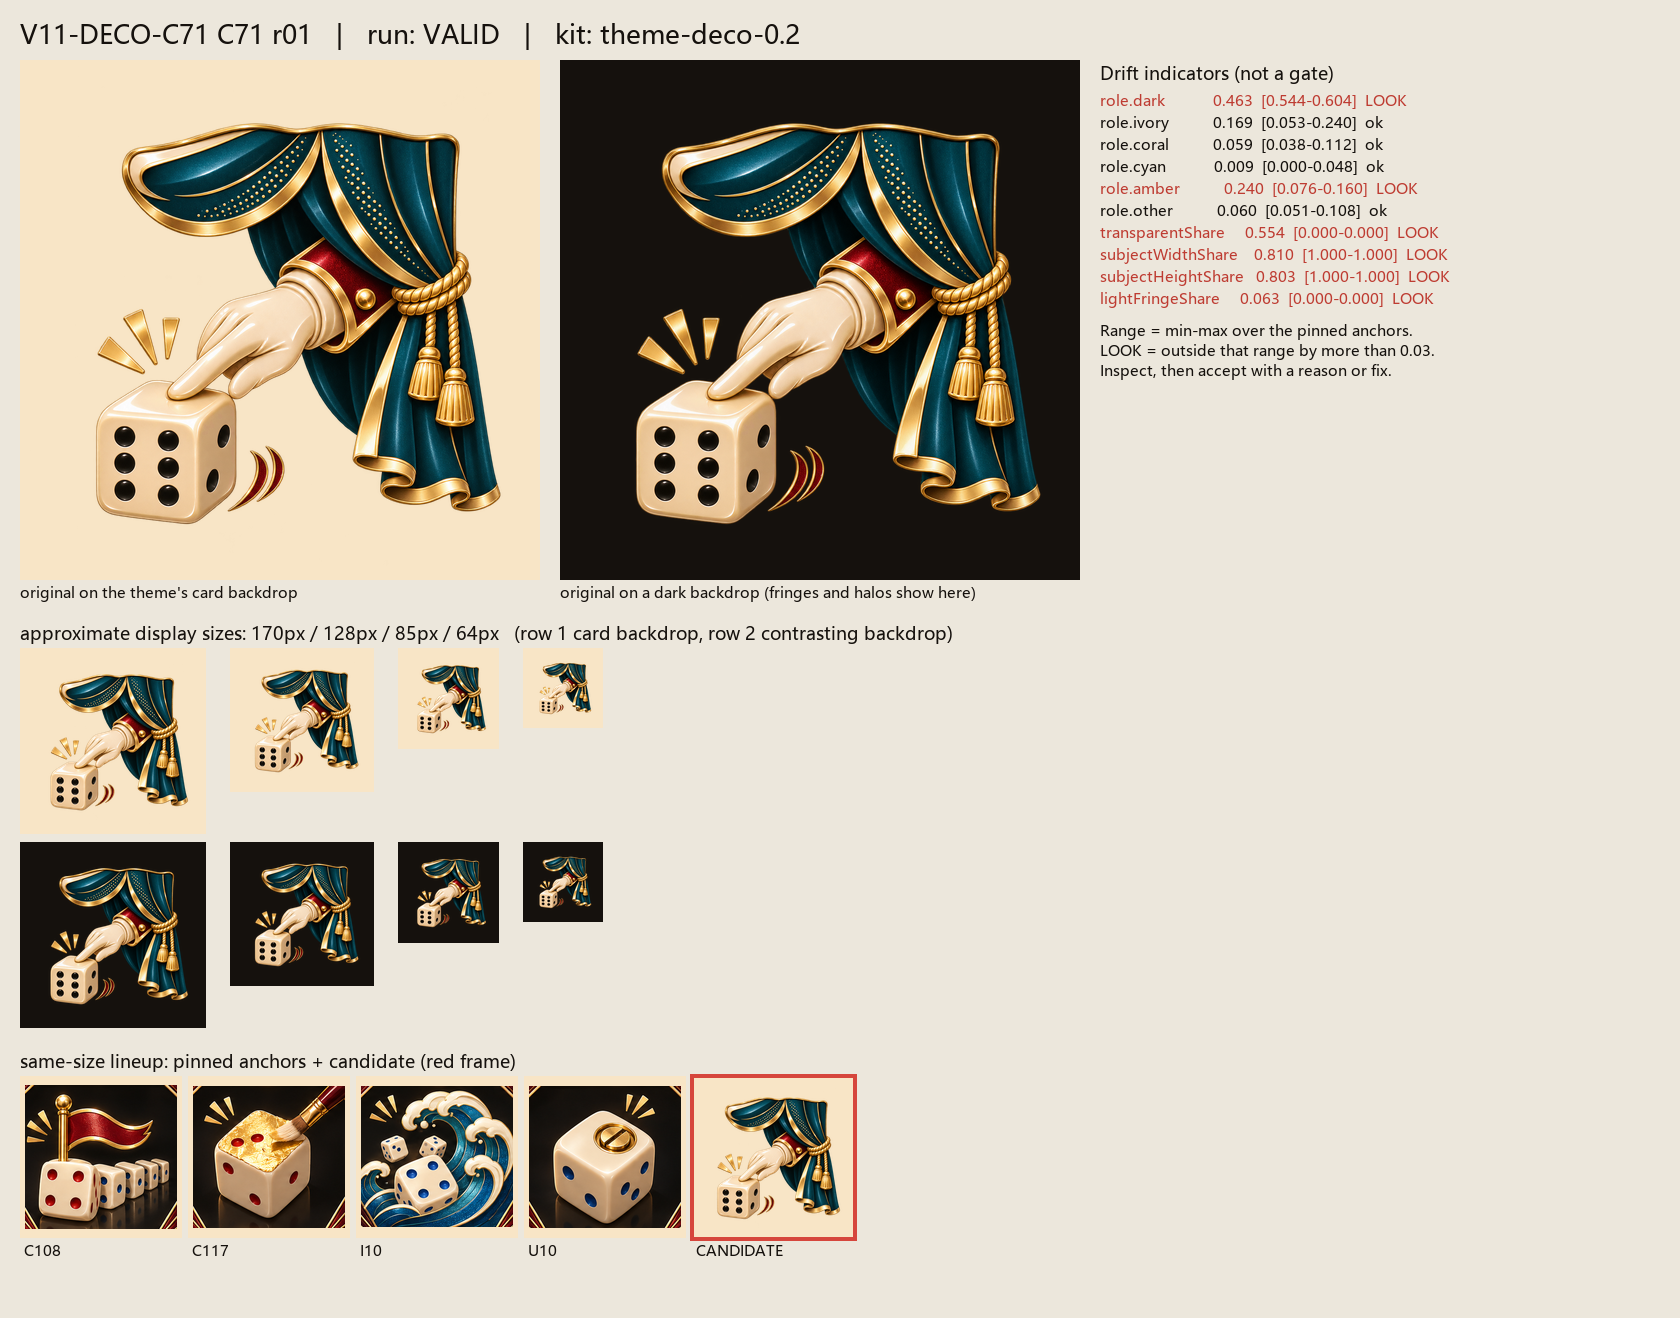 V11-DECO-C71 C71 r01 | run: VALID | kit: theme-deco-0.2
Drift indicators (not a gate)
role.dark 0.463 [0.544-0.604] LOOK
role.ivory 0.169 [0.053-0.240] ok
role.coral 0.059 [0.038-0.112] ok
role.cyan 0.009 [0.000-0.048] ok
role.amber 0.240 [0.076-0.160] LOOK
role.other 0.060 [0.051-0.108] ok
transparentShare 0.554 [0.000-0.000] LOOK
subjectWidthShare 0.810 [1.000-1.000] LOOK
subjectHeightShare 0.803 [1.000-1.000] LOOK
lightFringeShare 0.063 [0.000-0.000] LOOK
Range = min-max over the pinned anchors.
LOOK = outside that range by more than 0.03.
Inspect, then accept with a reason or fix.
original on the theme's card backdrop
original on a dark backdrop (fringes and halos show here)
approximate display sizes: 170px / 128px / 85px / 64px (row 1 card backdrop, row 2 contrasting backdrop)
same-size lineup: pinned anchors + candidate (red frame)
C108
C117
I10
U10
CANDIDATE